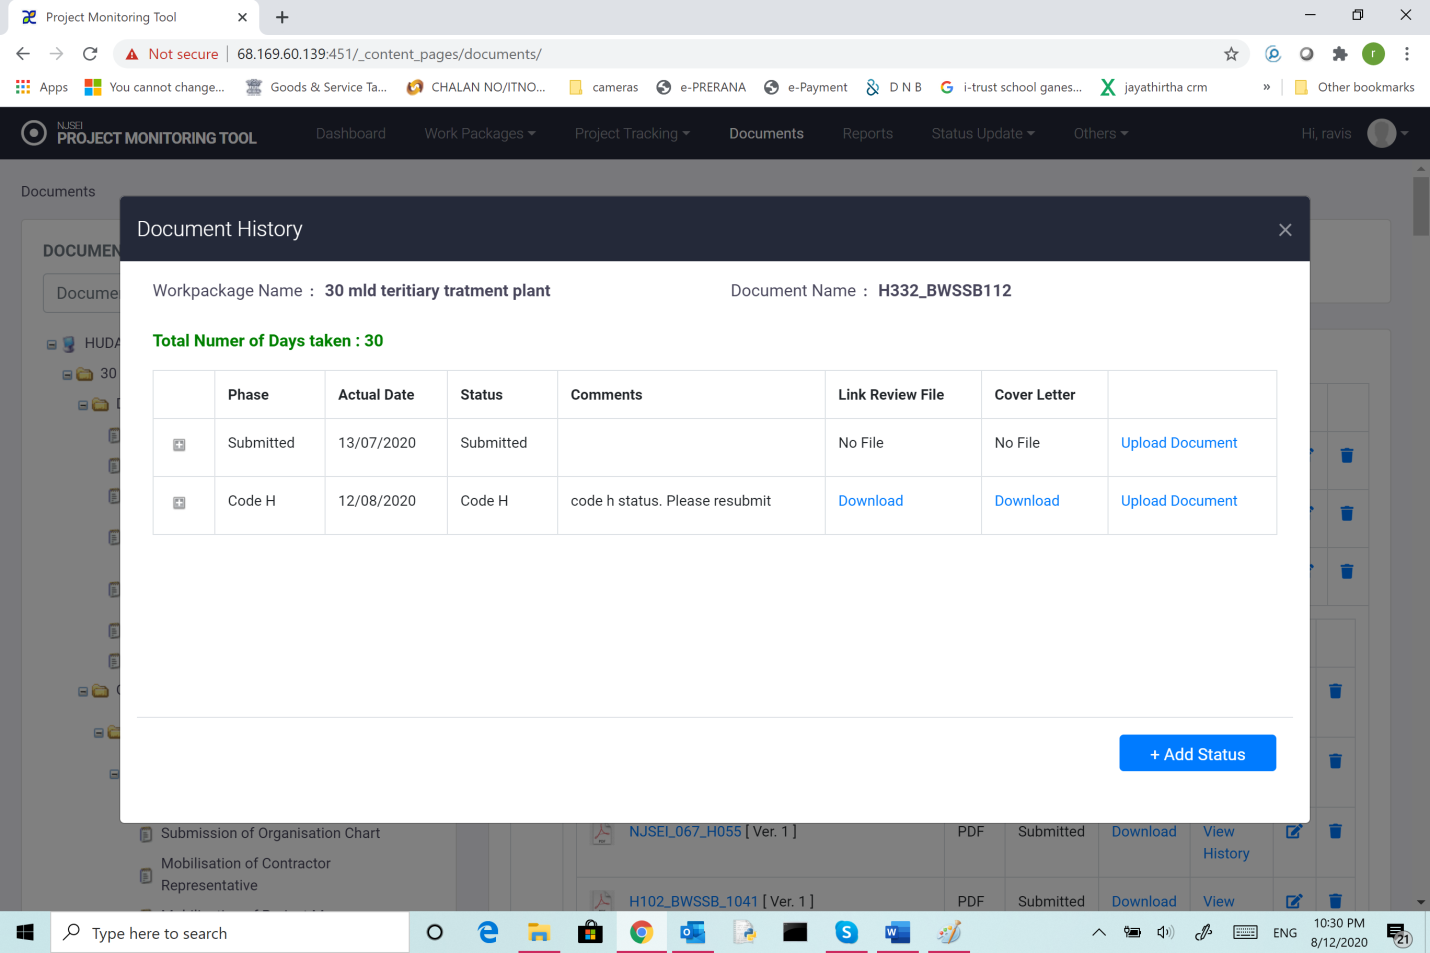 Project Monitoring Tool
Not secure
68.169.60.139:451/_content_pages/documents/
r
Apps
You cannot change...
Goods & Service Ta...
CHALAN NO/ITNO...
cameras
e-PRERANA
e-Payment
D N B
i-trust school ganes...
jayathirtha crm
»
Other bookmarks
NJSEI
PROJECT MONITORING TOOL
Dashboard
Work Packages
Project Tracking
Documents
Reports
Status Update
Others
Hi, ravis
Documents
DOCUMEN
Docume
HUDA
30
Document History
Workpackage Name : 30 mld teritiary tratment plant
Document Name : H332_BWSSB112
Total Numer of Days taken : 30
Phase Actual Date Status Comments Link Review File Cover Letter
Submitted 13/07/2020 Submitted No File No File Upload Document
Code H 12/08/2020 Code H code h status. Please resubmit Download Download Upload Document
+ Add Status
Submission of Organisation Chart
Mobilisation of Contractor
Representative
NJSEI_067_H055 [ Ver. 1 ] PDF Submitted Download View
History
H102_BWSSB_1041 [ Ver. 1 ] PDF Submitted Download View
Type here to search
ENG
10:30 PM
8/12/2020
21